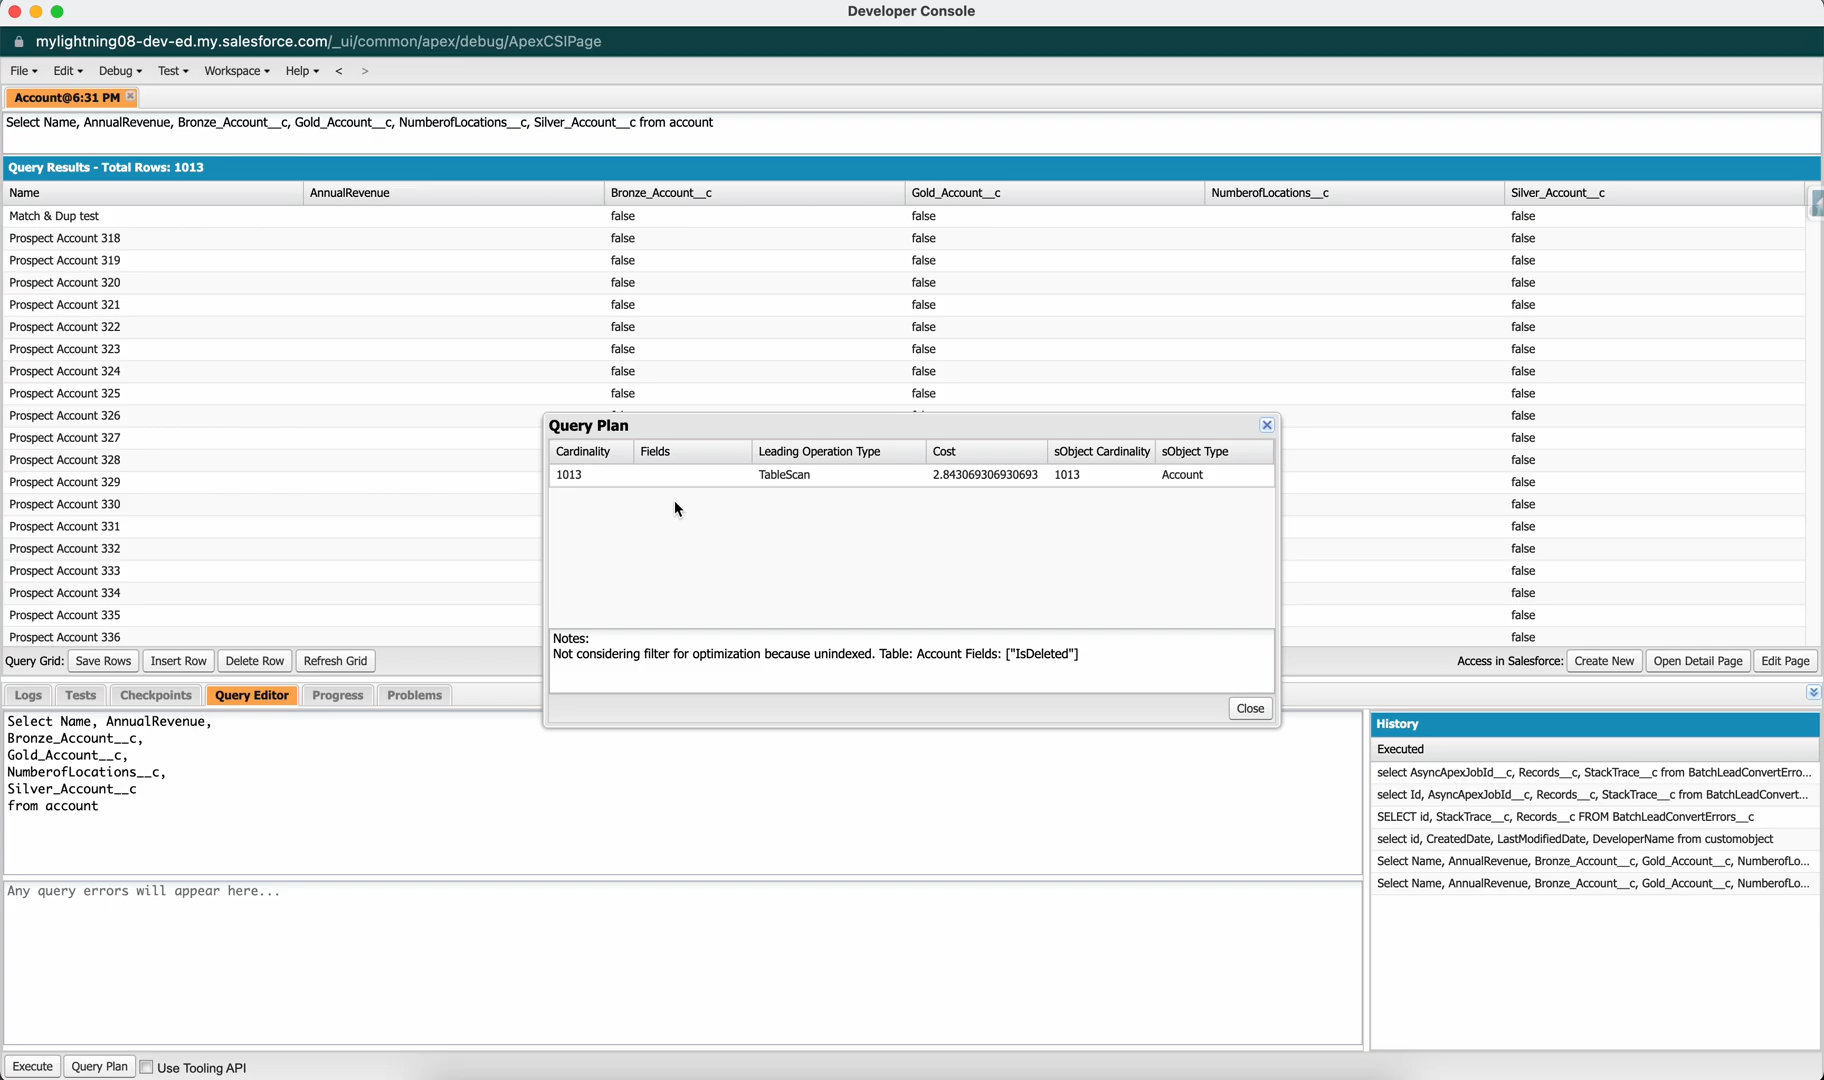 Developer Console
mylightning08-dev-ed.my.salesforce.com/_ui/common/apex/debug/ApexCSIPage
File Edit Debug Test Workspace Help < >
Account@6:31 PM
Select Name, AnnualRevenue, Bronze_Account__c, Gold_Account__c, NumberofLocations__c, Silver_Account__c from account
Query Results - Total Rows: 1013
Name AnnualRevenue Bronze_Account__c Gold_Account__c NumberofLocations__c Silver_Account__c
Match & Dup test false false false
Prospect Account 318 false false false
Prospect Account 319 false false false
Prospect Account 320 false false false
Prospect Account 321 false false false
Prospect Account 322 false false false
Prospect Account 323 false false false
Prospect Account 324 false false false
Prospect Account 325 false false false
Prospect Account 326 false
Prospect Account 327 false
Prospect Account 328 false
Prospect Account 329 false
Prospect Account 330 false
Prospect Account 331 false
Prospect Account 332 false
Prospect Account 333 false
Prospect Account 334 false
Prospect Account 335 false
Prospect Account 336 false
Query Plan
Cardinality Fields Leading Operation Type Cost sObject Cardinality sObject Type
1013 TableScan 2.843069306930693 1013 Account
Notes:
Not considering filter for optimization because unindexed. Table: Account Fields: ["IsDeleted"]
Close
Query Grid: Save Rows Insert Row Delete Row Refresh Grid
Access in Salesforce: Create New Open Detail Page Edit Page
Logs Tests Checkpoints Query Editor Progress Problems
Select Name, AnnualRevenue,
Bronze_Account__c,
Gold_Account__c,
NumberofLocations__c,
Silver_Account__c
from account
Any query errors will appear here...
History
Executed
select AsyncApexJobId__c, Records__c, StackTrace__c from BatchLeadConvertErro...
select Id, AsyncApexJobId__c, Records__c, StackTrace__c from BatchLeadConvert...
SELECT id, StackTrace__c, Records__c FROM BatchLeadConvertErrors__c
select id, CreatedDate, LastModifiedDate, DeveloperName from customobject
Select Name, AnnualRevenue, Bronze_Account__c, Gold_Account__c, NumberofLo...
Select Name, AnnualRevenue, Bronze_Account__c, Gold_Account__c, NumberofLo...
Execute Query Plan Use Tooling API